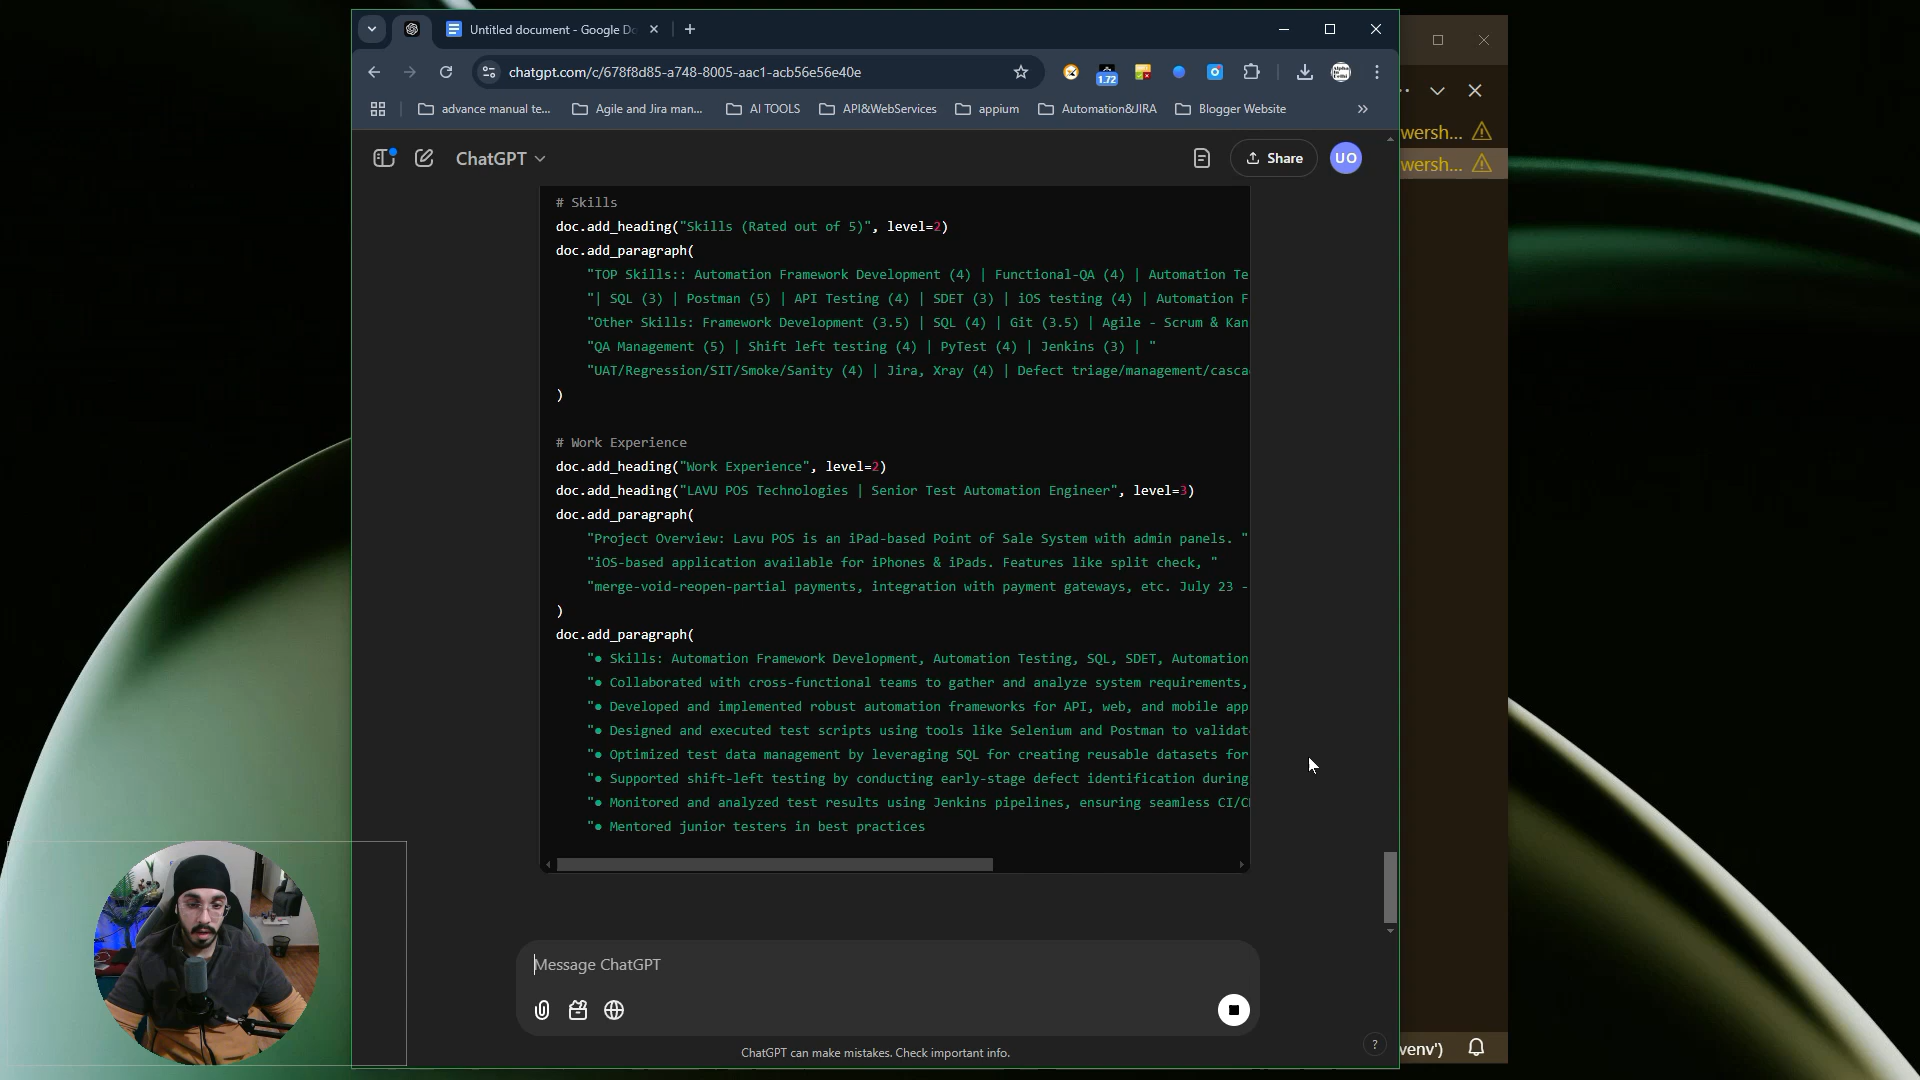 Untitled document - Google Do
chatgpt.com/c/678f8d85-a748-8005-aac1-acb56e56e40e
1.72
advance manual te...
Agile and Jira man...
AI TOOLS
API&WebServices
appium
Automation&JIRA
Blogger Website
»
ChatGPT
Share
UO
wersh...
wersh...
# Skills
doc.add_heading("Skills (Rated out of 5)", level=2)
doc.add_paragraph(
"TOP Skills:: Automation Framework Development (4) | Functional-QA (4) | Automation Te
"| SQL (3) | Postman (5) | API Testing (4) | SDET (3) | iOS testing (4) | Automation F
"Other Skills: Framework Development (3.5) | SQL (4) | Git (3.5) | Agile - Scrum & Kan
"QA Management (5) | Shift left testing (4) | PyTest (4) | Jenkins (3) | "
"UAT/Regression/SIT/Smoke/Sanity (4) | Jira, Xray (4) | Defect triage/management/casca
)
# Work Experience
doc.add_heading("Work Experience", level=2)
doc.add_heading("LAVU POS Technologies | Senior Test Automation Engineer", level=3)
doc.add_paragraph(
"Project Overview: Lavu POS is an iPad-based Point of Sale System with admin panels. "
"iOS-based application available for iPhones & iPads. Features like split check, "
"merge-void-reopen-partial payments, integration with payment gateways, etc. July 23 -
)
doc.add_paragraph(
"● Skills: Automation Framework Development, Automation Testing, SQL, SDET, Automation
"● Collaborated with cross-functional teams to gather and analyze system requirements,
"● Developed and implemented robust automation frameworks for API, web, and mobile app
"● Designed and executed test scripts using tools like Selenium and Postman to validat
"● Optimized test data management by leveraging SQL for creating reusable datasets for
"● Supported shift-left testing by conducting early-stage defect identification during
"● Monitored and analyzed test results using Jenkins pipelines, ensuring seamless CI/C
"● Mentored junior testers in best practices
Message ChatGPT
ChatGPT can make mistakes. Check important info.
?
venv')